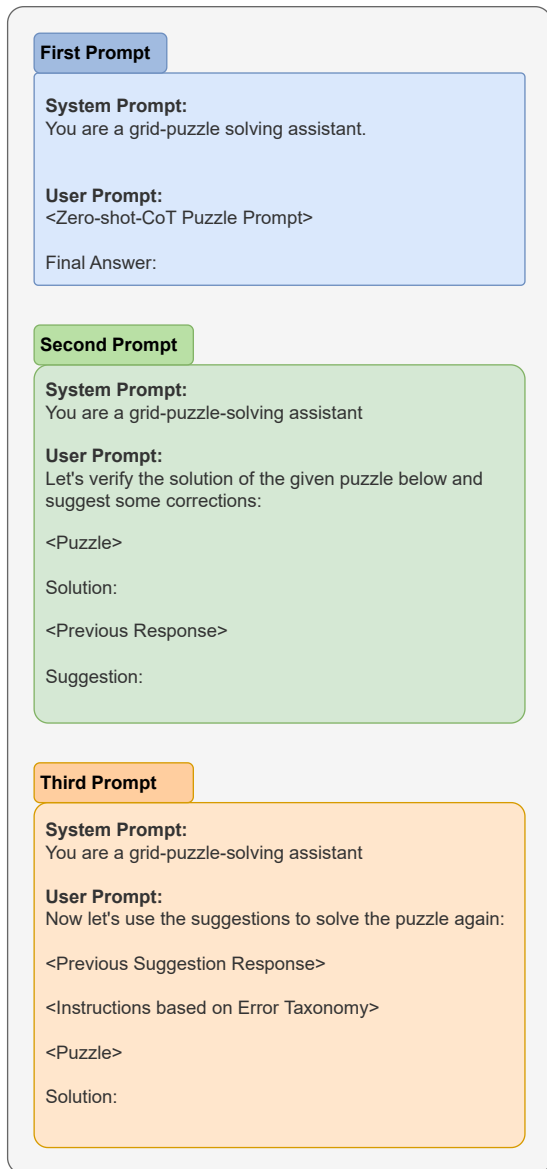 First Prompt
System Prompt:
You are a grid-puzzle solving assistant.
User Prompt:
<Zero-shot-CoT Puzzle Prompt>
Final Answer:
Second Prompt
System Prompt:
You are a grid-puzzle-solving assistant
User Prompt:
Let's verify the solution of the given puzzle below and
suggest some corrections:
<Puzzle>
Solution:
<Previous Response>
Suggestion:
Third Prompt
System Prompt:
You are a grid-puzzle-solving assistant
User Prompt:
Now let's use the suggestions to solve the puzzle again:
<Previous Suggestion Response>
<Instructions based on Error Taxonomy>
<Puzzle>
Solution: